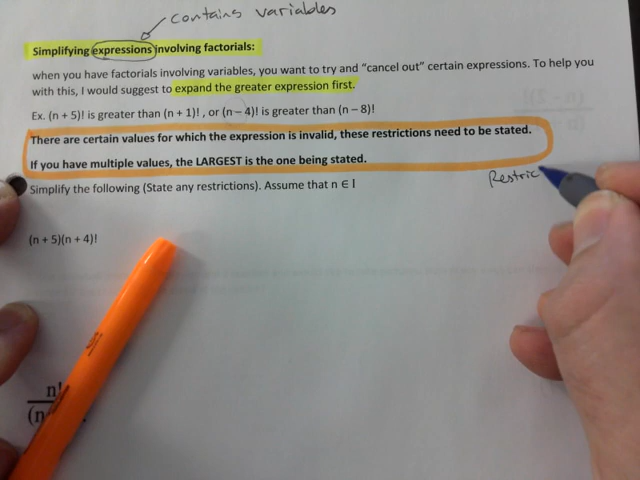 contains variables
Simplifying expressions involving factorials:
when you have factorials involving variables, you want to try and "cancel out" certain expressions. To help you
with this, I would suggest to expand the greater expression first.
Ex. (n + 5)! is greater than (n + 1)! , or (n – 4)! is greater than (n – 8)!
There are certain values for which the expression is invalid, these restrictions need to be stated.
If you have multiple values, the LARGEST is the one being stated.
Restric
Simplify the following (State any restrictions). Assume that n ∈ I
(n + 5)(n + 4)!
n!
(n